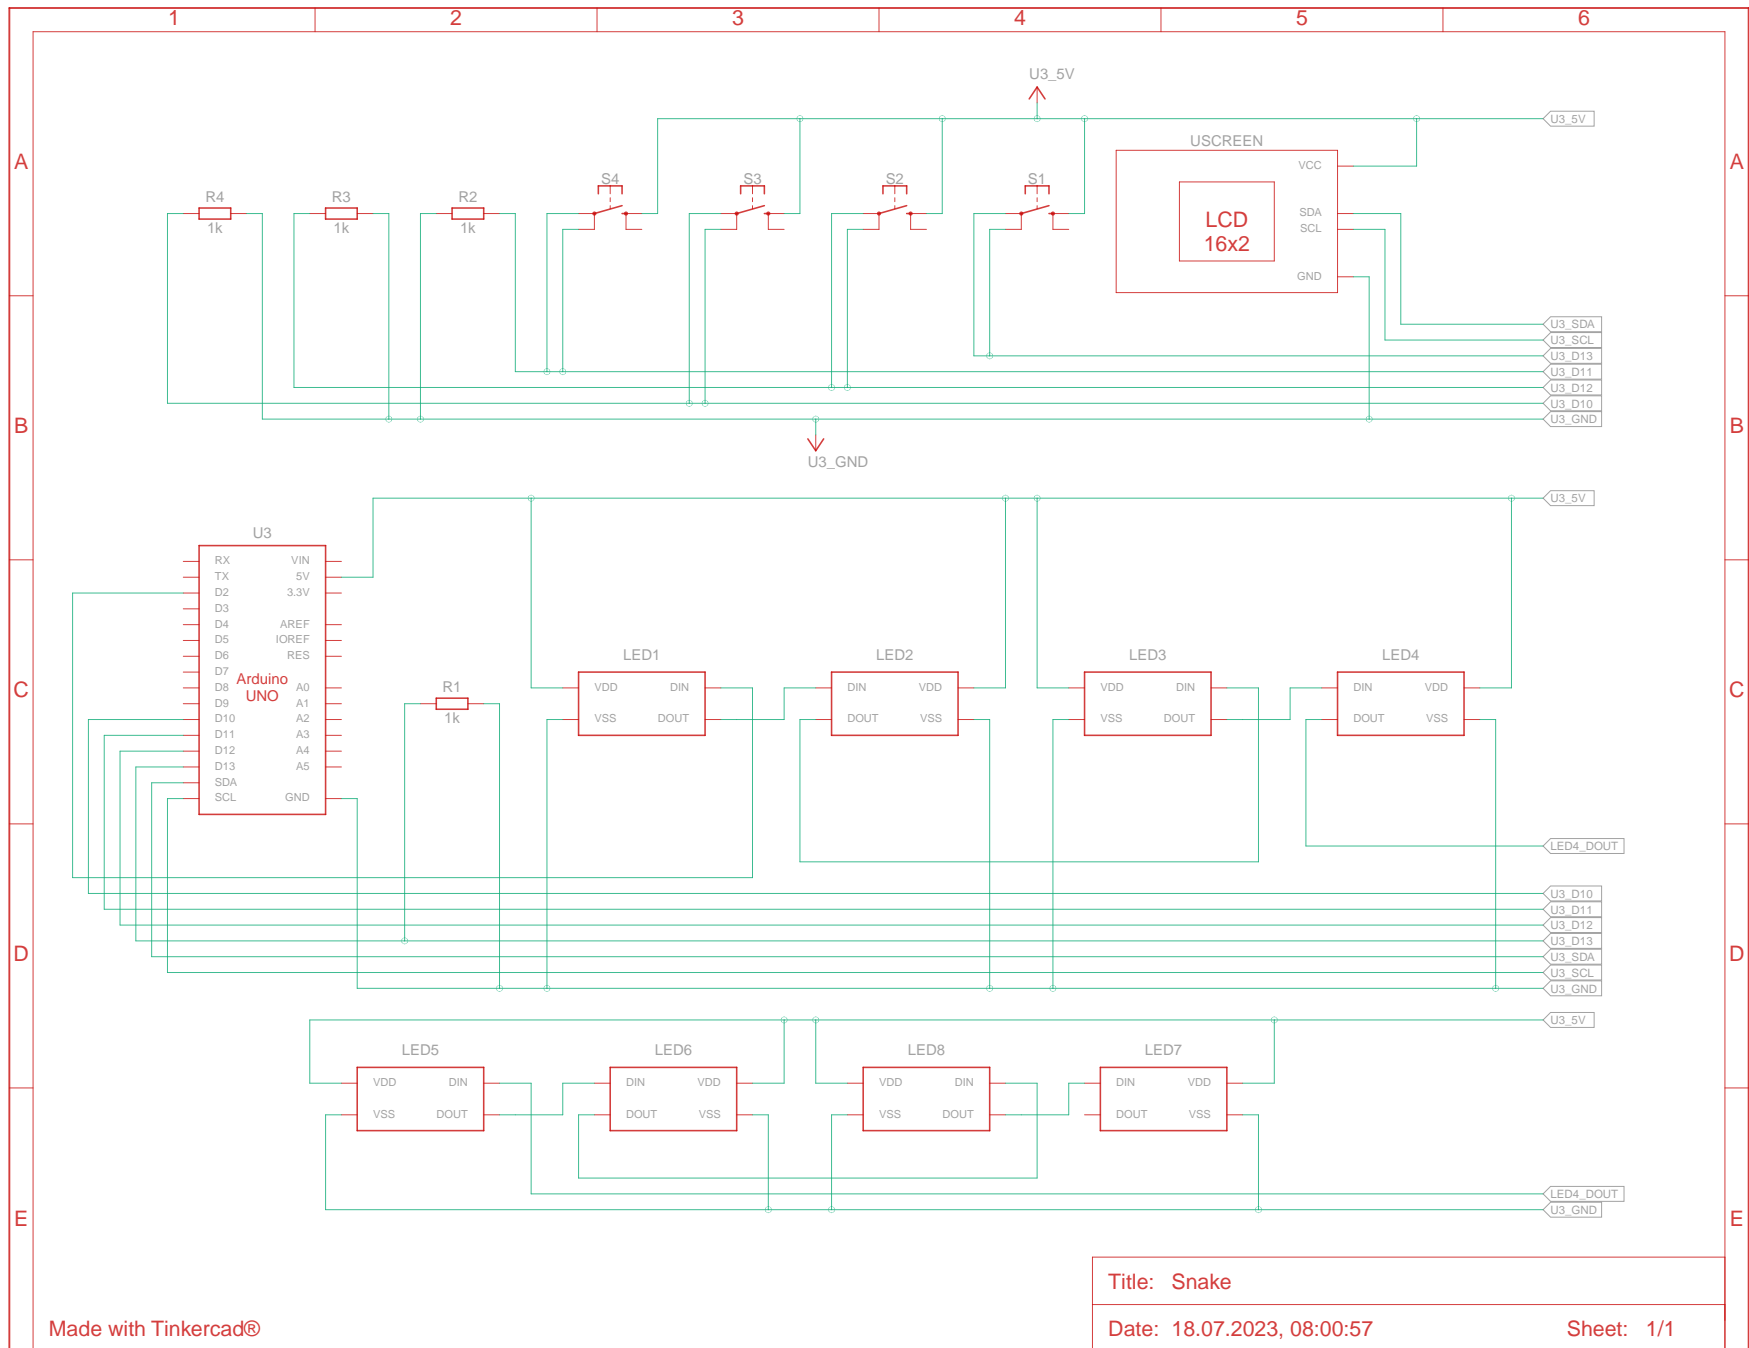 1 2 3 4 5 6
U3_5V
U3_5V
A A
USCREEN
VCC
SDA
SCL
GND
LCD
16x2
S4 S3 S2 S1
R4 R3 R2
1k 1k 1k
U3_SDA
U3_SCL
U3_D13
U3_D11
U3_D12
U3_D10
U3_GND
B B
U3_GND
U3_5V
U3
RX VIN
TX 5V
D2 3.3V
D3
D4 AREF
D5 IOREF
D6 RES
D7
Arduino
UNO
D8 A0
D9 A1
D10 A2
D11 A3
D12 A4
D13 A5
SDA
SCL GND
C C
R1
1k
LED1 LED2 LED3 LED4
VDD DIN DIN VDD VDD DIN DIN VDD
VSS DOUT DOUT VSS VSS DOUT DOUT VSS
LED4_DOUT
U3_D10
U3_D11
U3_D12
U3_D13
U3_SDA
U3_SCL
U3_GND
D D
U3_5V
LED5 LED6 LED8 LED7
VDD DIN DIN VDD VDD DIN DIN VDD
VSS DOUT DOUT VSS VSS DOUT DOUT VSS
LED4_DOUT
U3_GND
E E
Title: Snake
Made with Tinkercad®
Date: 18.07.2023, 08:00:57 Sheet: 1/1